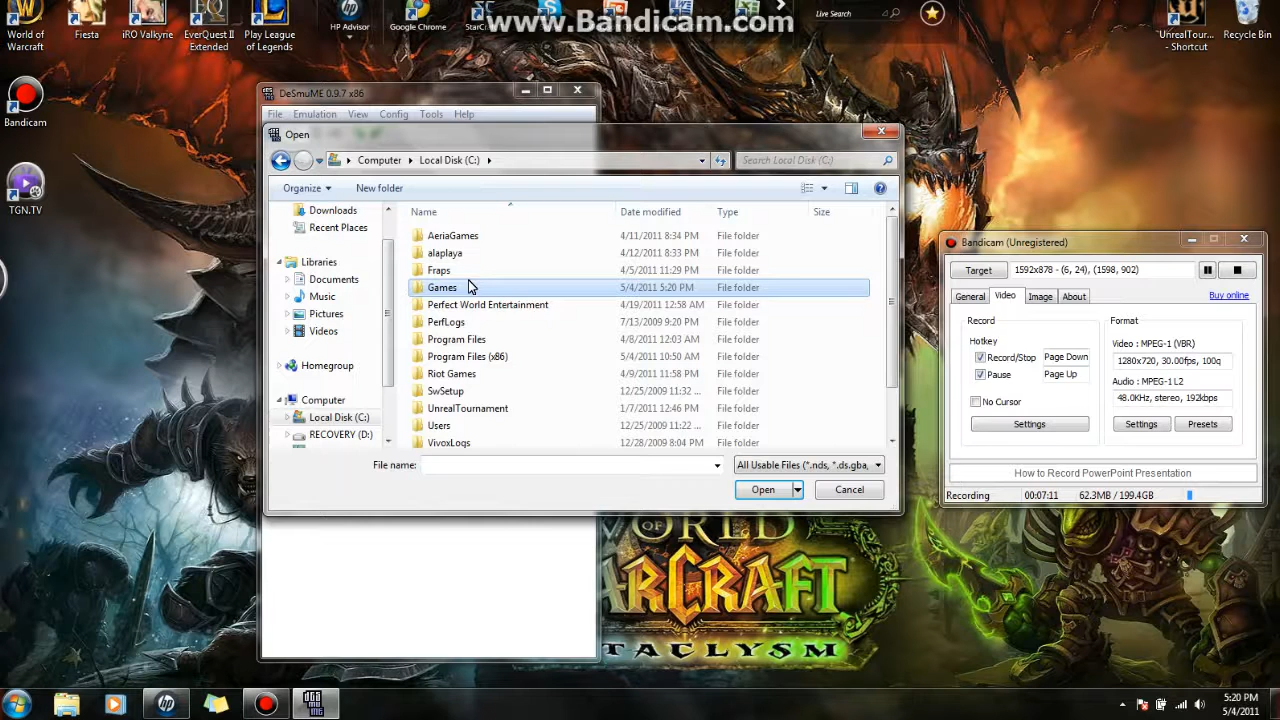 www.Bandicam.com
World of
Warcraft
Fiesta
iRO Valkyrie
EverQuest II
Extended
Play League
of Legends
HP Advisor
Google Chrome
Live Search
UnrealTour...
- Shortcut
Recycle Bin
Bandicam
TGN.TV
DeSmuME 0.9.7 x86
File Emulation View Config Tools Help
Open
Computer Local Disk (C:)
Search Local Disk (C:)
Organize New folder
Name Date modified Type Size
Downloads
Recent Places
Libraries
Documents
Music
Pictures
Videos
Homegroup
Computer
Local Disk (C:)
RECOVERY (D:)
AeriaGames 4/11/2011 8:34 PM File folder
alaplaya 4/12/2011 8:33 PM File folder
Fraps 4/5/2011 11:29 PM File folder
Games 5/4/2011 5:20 PM File folder
Perfect World Entertainment 4/19/2011 12:58 AM File folder
PerfLogs 7/13/2009 9:20 PM File folder
Program Files 4/8/2011 12:03 AM File folder
Program Files (x86) 5/4/2011 10:50 AM File folder
Riot Games 4/9/2011 11:58 PM File folder
SwSetup 12/25/2009 11:32 ... File folder
UnrealTournament 1/7/2011 12:46 PM File folder
Users 12/25/2009 11:22 ... File folder
VivoxLogs 12/28/2009 8:04 PM File folder
File name:
All Usable Files (*.nds, *.ds.gba,
Open Cancel
Bandicam (Unregistered)
Target 1592x878 - (6, 24), (1598, 902)
General Video Image About
Buy online
Record
Hotkey
Record/Stop Page Down
Pause Page Up
No Cursor
Settings
Format
Video : MPEG-1 (VBR)
1280x720, 30.00fps, 100q
Audio : MPEG-1 L2
48.0KHz, stereo, 192kbps
Settings Presets
How to Record PowerPoint Presentation
Recording 00:07:11 62.3MB / 199.4GB
5:20 PM
5/4/2011